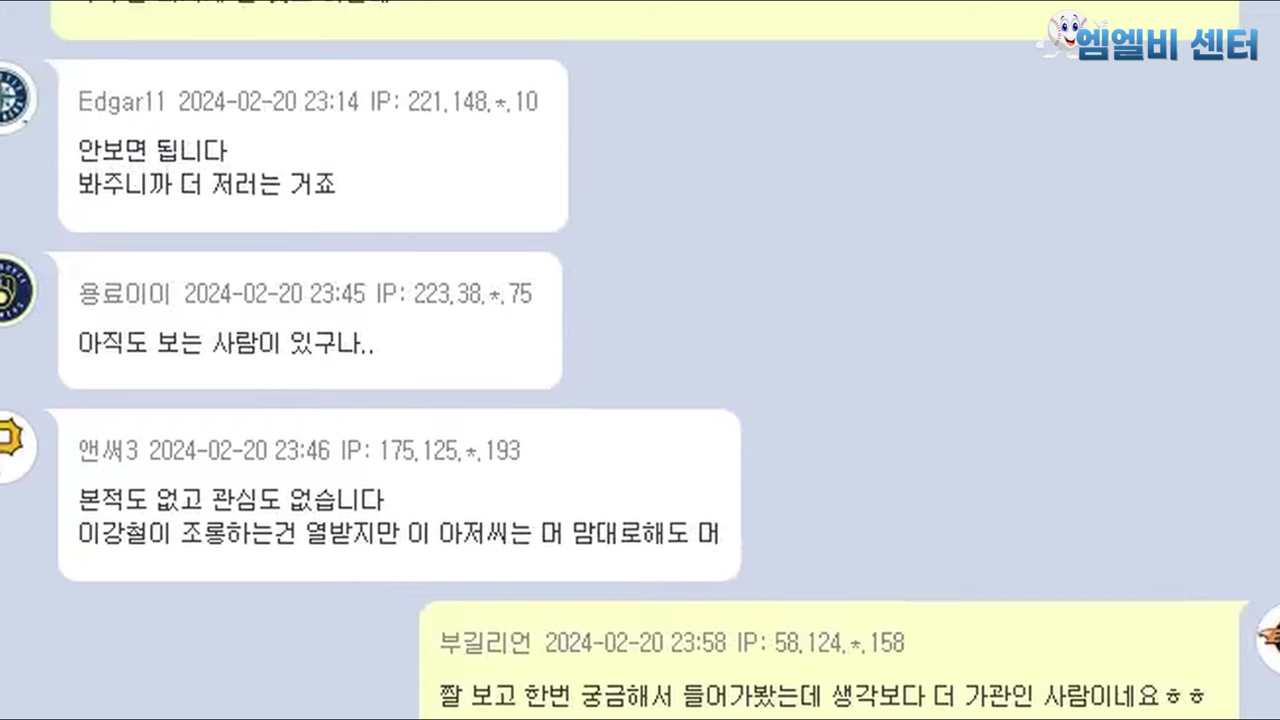 엠엘비 센터
Edgar11 2024-02-20 23:14 IP: 221.148.*.10
안보면 됩니다
봐주니까 더 저러는 거죠
용료이이 2024-02-20 23:45 IP: 223.38.*.75
아직도 보는 사람이 있구나..
앤써3 2024-02-20 23:46 IP: 175.125.*.193
본적도 없고 관심도 없습니다
이강철이 조롱하는건 열받지만 이 아저씨는 머 맘대로해도 머
부길리언 2024-02-20 23:58 IP: 58.124.*.158
짤 보고 한번 궁금해서 들어가봤는데 생각보다 더 가관인 사람이네요ㅎㅎ